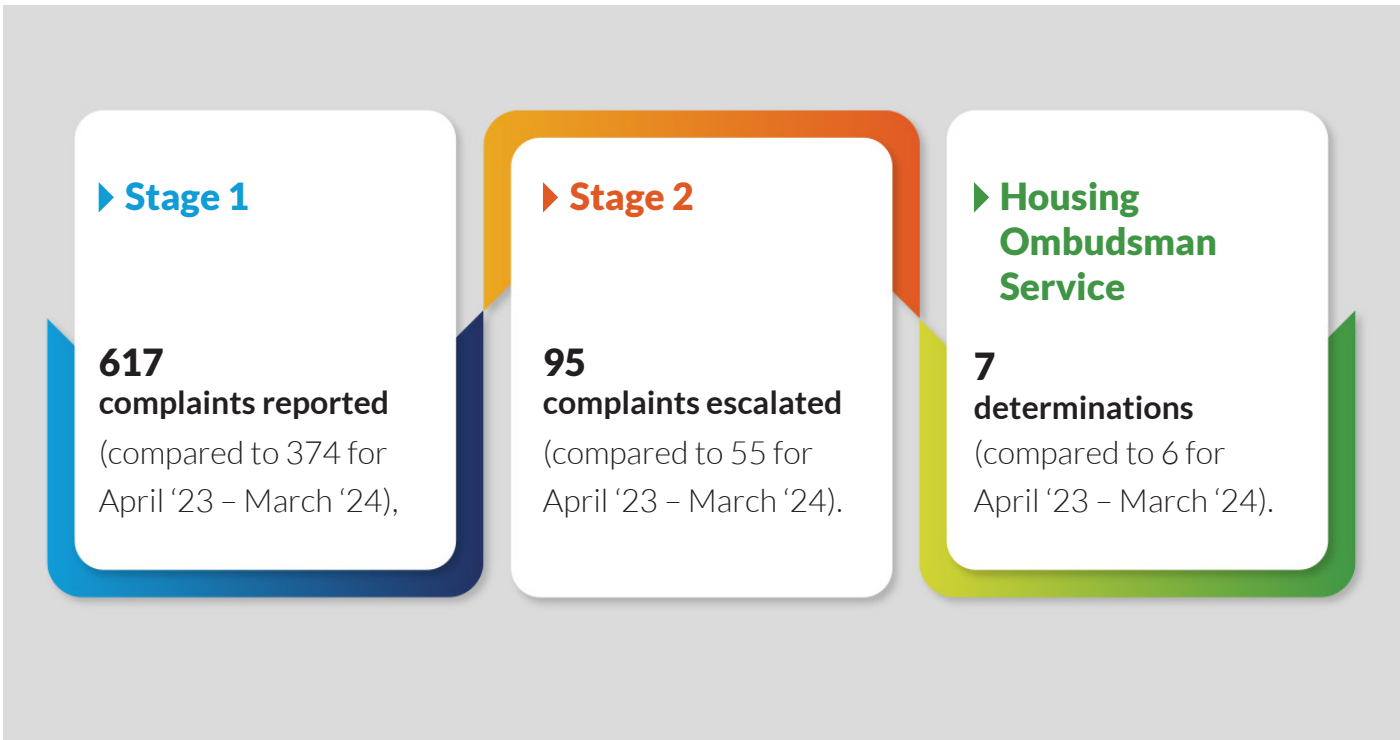 Stage 1
617
complaints reported
(compared to 374 for
April ‘23 – March ‘24),
Stage 2
95
complaints escalated
(compared to 55 for
April ‘23 – March ‘24).
Housing
Ombudsman
Service
7
determinations
(compared to 6 for
April ‘23 – March ‘24).